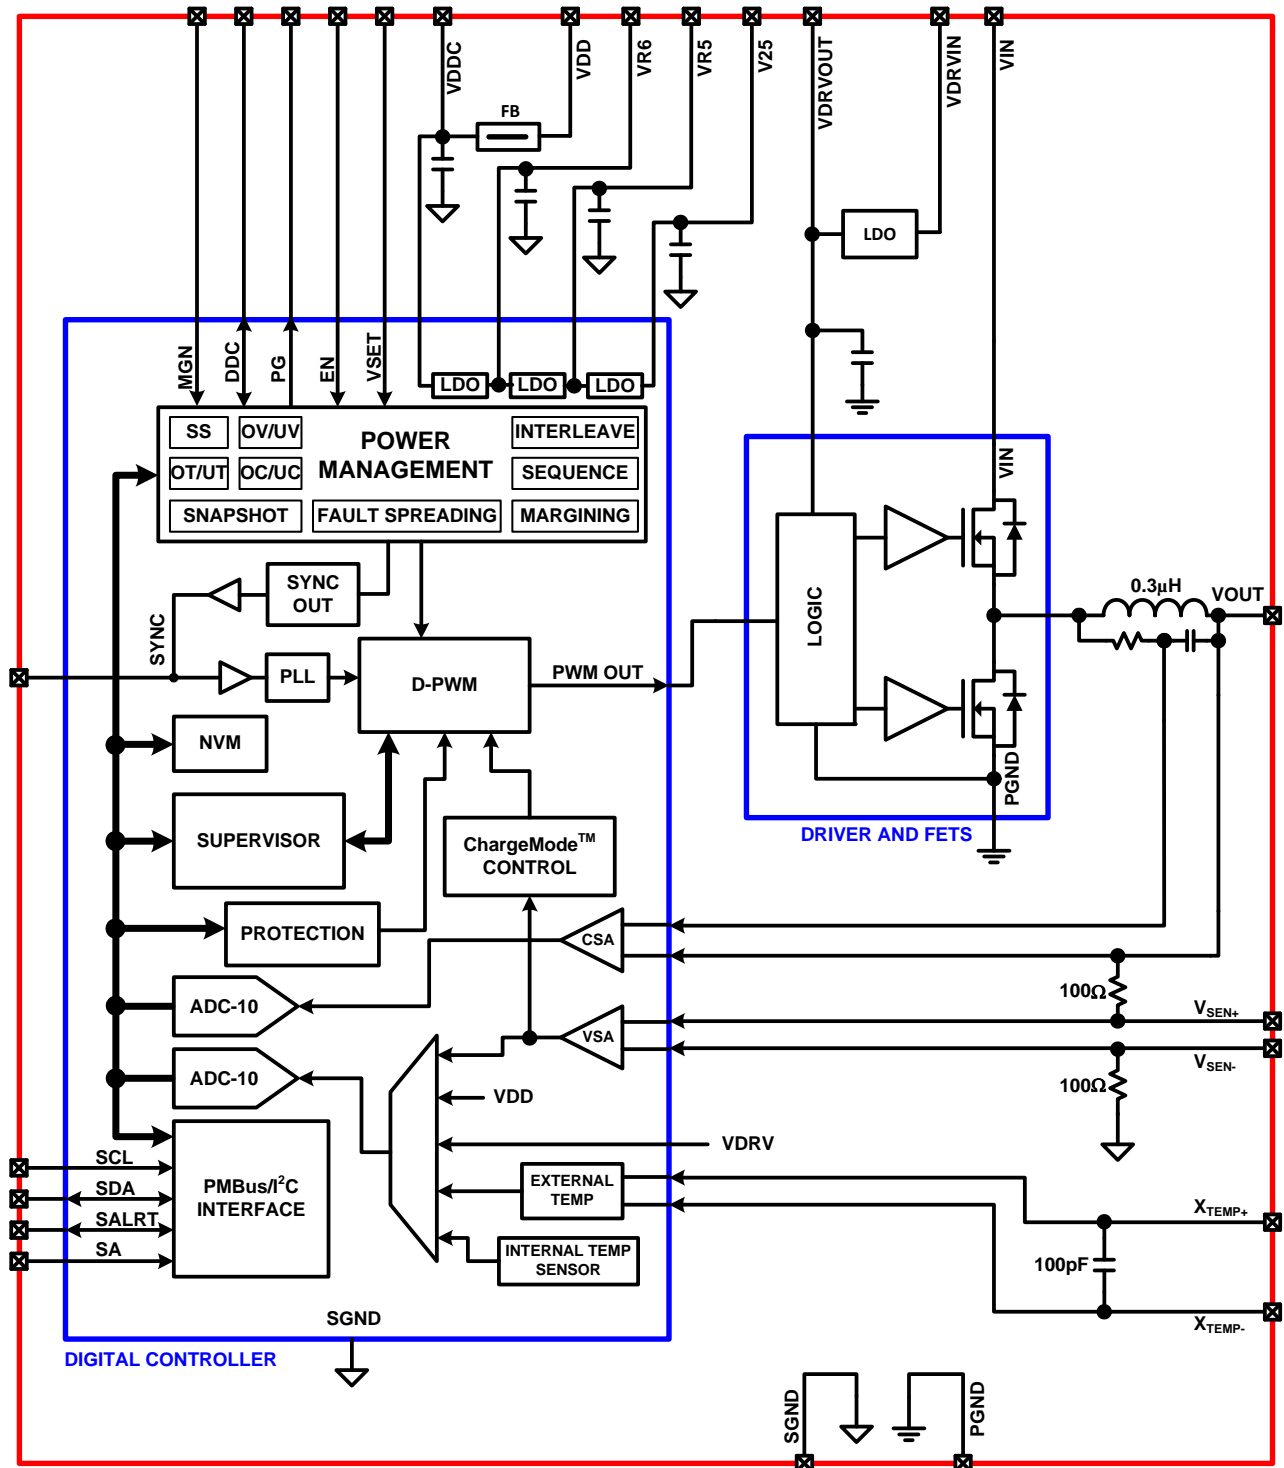 VDDC
VDD
VR6
VR5
V25
VDRVOUT
VDRVIN
VIN
FB
LDO
MGN
DDC
PG
EN
VSET
LDO
LDO
LDO
SS
OV/UV
POWER
MANAGEMENT
INTERLEAVE
OT/UT
OC/UC
SEQUENCE
SNAPSHOT
FAULT SPREADING
MARGINING
VIN
SYNC
OUT
SYNC
PLL
D-PWM
PWM OUT
LOGIC
0.3µH
VOUT
NVM
SUPERVISOR
ChargeMode™
CONTROL
PGND
DRIVER AND FETS
PROTECTION
CSA
ADC-10
100Ω
VSEN+
VSA
VSEN-
ADC-10
100Ω
VDD
VDRV
SCL
SDA
SALRT
SA
PMBus/I²C
INTERFACE
EXTERNAL
TEMP
XTEMP+
INTERNAL TEMP
SENSOR
100pF
XTEMP-
SGND
DIGITAL CONTROLLER
SGND
PGND